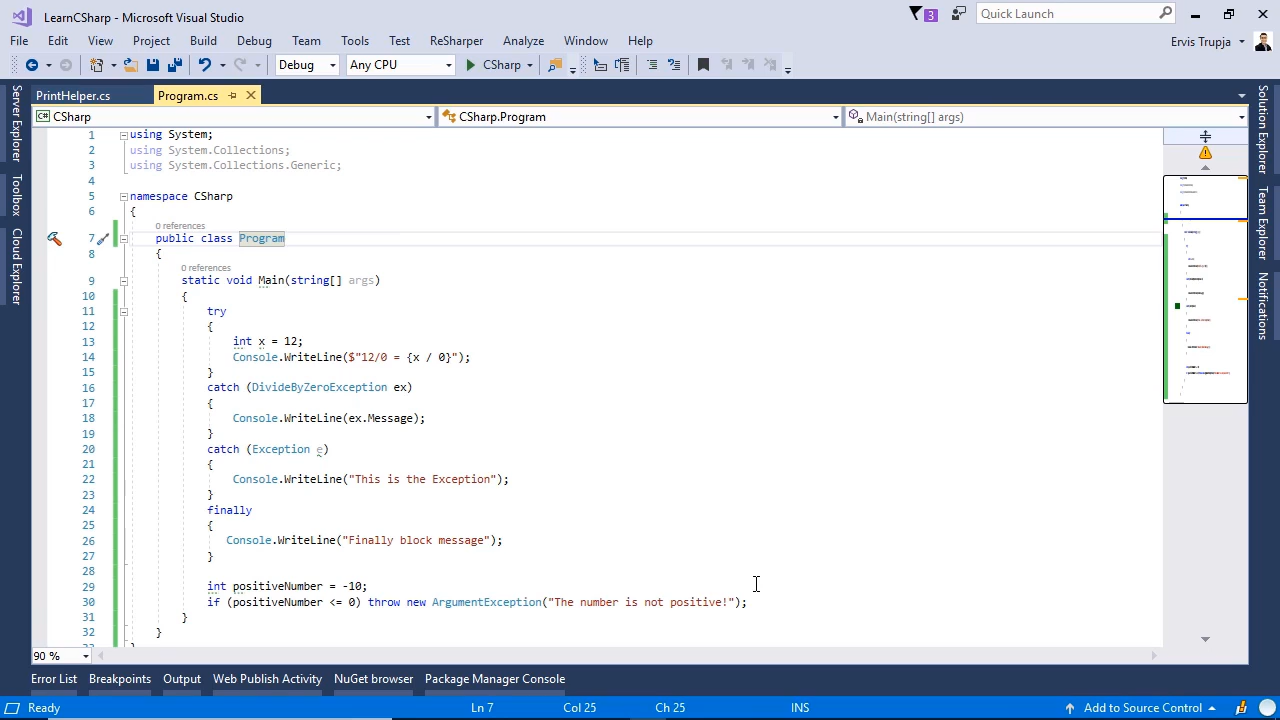 LearnCSharp - Microsoft Visual Studio
3
Quick Launch
File Edit View Project Build Debug Team Tools Test ReSharper Analyze Window Help
Ervis Trupja
Debug Any CPU CSharp
PrintHelper.cs Program.cs
CSharp CSharp.Program Main(string[] args)
Server Explorer
Toolbox
Cloud Explorer
1 using System;
2 using System.Collections;
3 using System.Collections.Generic;
4
5 namespace CSharp
6 {
0 references
7 public class Program
8 {
0 references
9 static void Main(string[] args)
10 {
11 try
12 {
13 int x = 12;
14 Console.WriteLine($"12/0 = {x / 0}");
15 }
16 catch (DivideByZeroException ex)
17 {
18 Console.WriteLine(ex.Message);
19 }
20 catch (Exception e)
21 {
22 Console.WriteLine("This is the Exception");
23 }
24 finally
25 {
26 Console.WriteLine("Finally block message");
27 }
28
29 int positiveNumber = -10;
30 if (positiveNumber <= 0) throw new ArgumentException("The number is not positive!");
31 }
32 }
Solution Explorer
Team Explorer
Notifications
90 %
Error List Breakpoints Output Web Publish Activity NuGet browser Package Manager Console
Ready Ln 7 Col 25 Ch 25 INS Add to Source Control